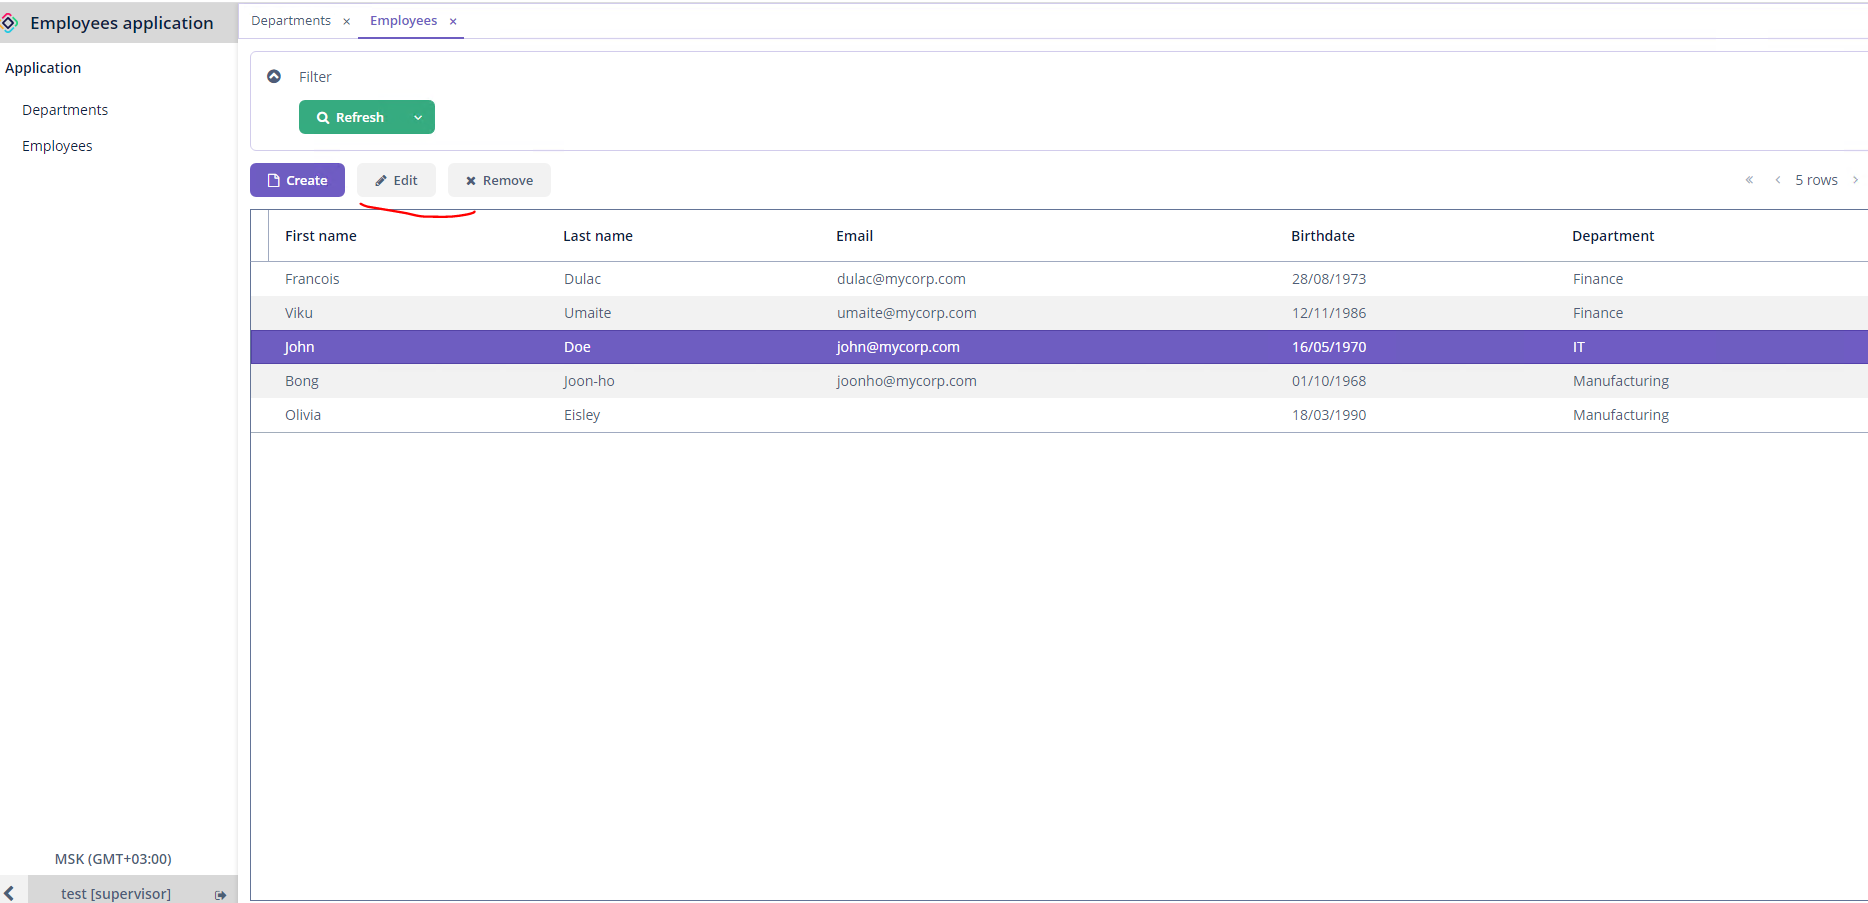 Employees application
Departments × Employees ×
Application
Departments
Employees
Filter
Refresh
Create Edit Remove
5 rows
First name Last name Email Birthdate Department
Francois Dulac dulac@mycorp.com 28/08/1973 Finance
Viku Umaite umaite@mycorp.com 12/11/1986 Finance
John Doe john@mycorp.com 16/05/1970 IT
Bong Joon-ho joonho@mycorp.com 01/10/1968 Manufacturing
Olivia Eisley 18/03/1990 Manufacturing
MSK (GMT+03:00)
test [supervisor]